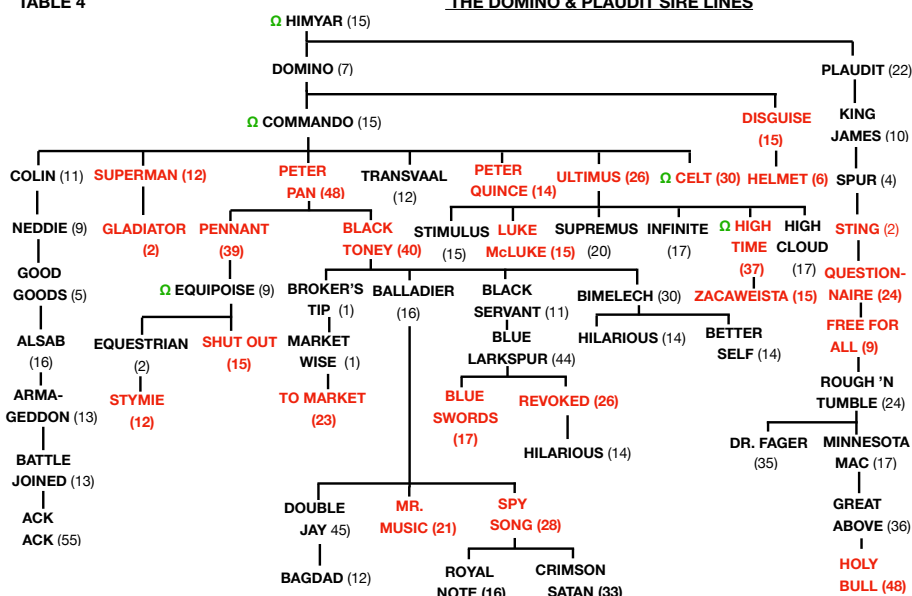 TABLE 4
THE DOMINO & PLAUDIT SIRE LINES
Ω HIMYAR (15)
DOMINO (7)
PLAUDIT (22)
Ω COMMANDO (15)
DISGUISE
(15)
KING
JAMES (10)
COLIN (11)
SUPERMAN (12)
PETER
PAN (48)
TRANSVAAL
(12)
PETER
QUINCE (14)
ULTIMUS (26)
Ω CELT (30)
HELMET (6)
SPUR (4)
NEDDIE (9)
GLADIATOR
(2)
PENNANT
(39)
BLACK
TONEY (40)
STIMULUS
(15)
LUKE
McLUKE (15)
SUPREMUS
(20)
INFINITE
(17)
Ω HIGH
TIME
(37)
HIGH
CLOUD
(17)
STING (2)
GOOD
GOODS (5)
Ω EQUIPOISE (9)
BROKER'S
TIP (1)
BALLADIER
(16)
BLACK
SERVANT (11)
BIMELECH (30)
ZACAWEISTA (15)
QUESTION-
NAIRE (24)
ALSAB
(16)
EQUESTRIAN
(2)
SHUT OUT
(15)
MARKET
WISE (1)
BLUE
LARKSPUR (44)
HILARIOUS (14)
BETTER
SELF (14)
FREE FOR
ALL (9)
ARMA-
GEDDON (13)
STYMIE
(12)
TO MARKET
(23)
BLUE
SWORDS
(17)
REVOKED (26)
ROUGH 'N
TUMBLE (24)
BATTLE
JOINED (13)
HILARIOUS (14)
DR. FAGER
(35)
MINNESOTA
MAC (17)
ACK
ACK (55)
DOUBLE
JAY 45)
MR.
MUSIC (21)
SPY
SONG (28)
GREAT
ABOVE (36)
BAGDAD (12)
ROYAL
NOTE (16)
CRIMSON
SATAN (33)
HOLY
BULL (48)